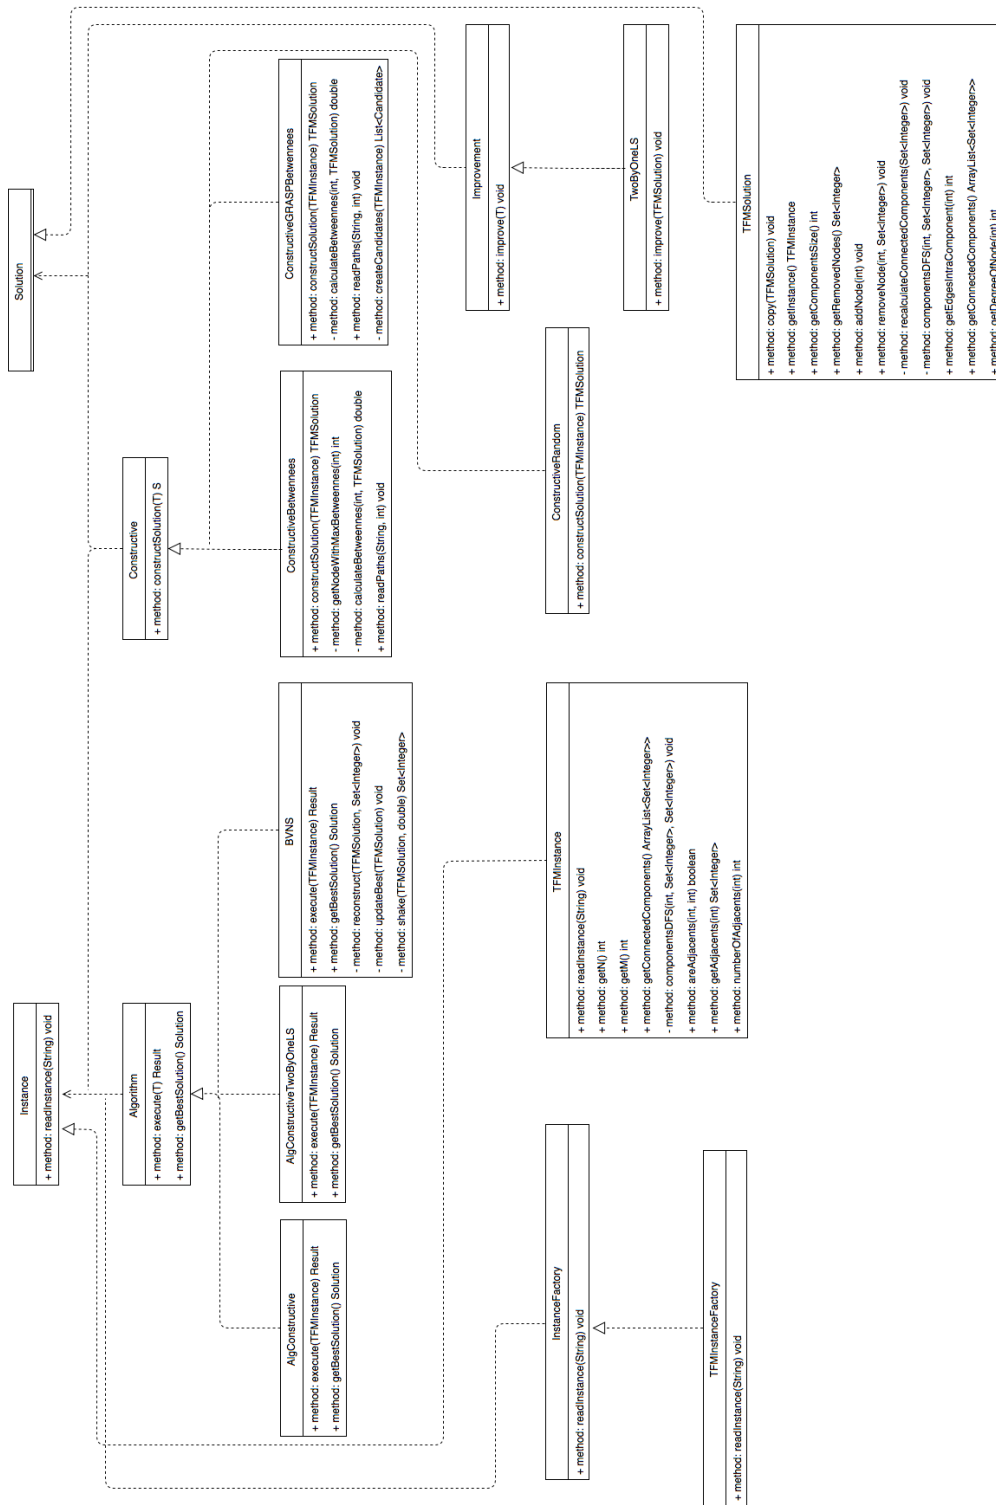 Instance
+ method: readInstance(String) void
Solution
Algorithm
+ method: execute(T) Result
+ method: getBestSolution() Solution
Constructive
+ method: constructSolution(T) S
AlgConstructive
+ method: execute(TFMInstance) Result
+ method: getBestSolution() Solution
AlgConstructiveTwoByOneLS
+ method: execute(TFMInstance) Result
+ method: getBestSolution() Solution
BVNS
+ method: execute(TFMInstance) Result
+ method: getBestSolution() Solution
- method: reconstruct(TFMSolution, Set<Integer>) void
- method: updateBest(TFMSolution) void
- method: shake(TFMSolution, double) Set<Integer>
ConstructiveBetwennees
+ method: constructSolution(TFMInstance) TFMSolution
- method: getNodeWithMaxBetweennes(int) int
- method: calculateBetweennes(int, TFMSolution) double
+ method: readPaths(String, int) void
ConstructiveGRASPBetwennees
+ method: constructSolution(TFMInstance) TFMSolution
- method: calculateBetweennes(int, TFMSolution) double
+ method: readPaths(String, int) void
- method: createCandidates(TFMInstance) List<Candidate>
Improvement
+ method: improve(T) void
InstanceFactory
+ method: readInstance(String) void
TFMInstance
+ method: readInstance(String) void
+ method: getN() int
+ method: getM() int
+ method: getConnectedComponents() ArrayList<Set<Integer>>
- method: componentsDFS(int, Set<Integer>, Set<Integer>) void
+ method: areAdjacents(int, int) boolean
+ method: getAdjacents(int) Set<Integer>
+ method: numberOfAdjacents(int) int
ConstructiveRandom
+ method: constructSolution(TFMInstance) TFMSolution
TwoByOneLS
+ method: improve(TFMSolution) void
TFMInstanceFactory
+ method: readInstance(String) void
TFMSolution
+ method: copy(TFMSolution) void
+ method: getInstance() TFMInstance
+ method: getComponentsSize() int
+ method: getRemovedNodes() Set<Integer>
+ method: addNode(int) void
+ method: removeNode(int, Set<Integer>) void
- method: recalculateConnectedComponents(Set<Integer>) void
- method: componentsDFS(int, Set<Integer>, Set<Integer>) void
+ method: getEdgesIntraComponent(int) int
+ method: getConnectedComponents() ArrayList<Set<Integer>>
+ method: getDegreeOfNode(int) int